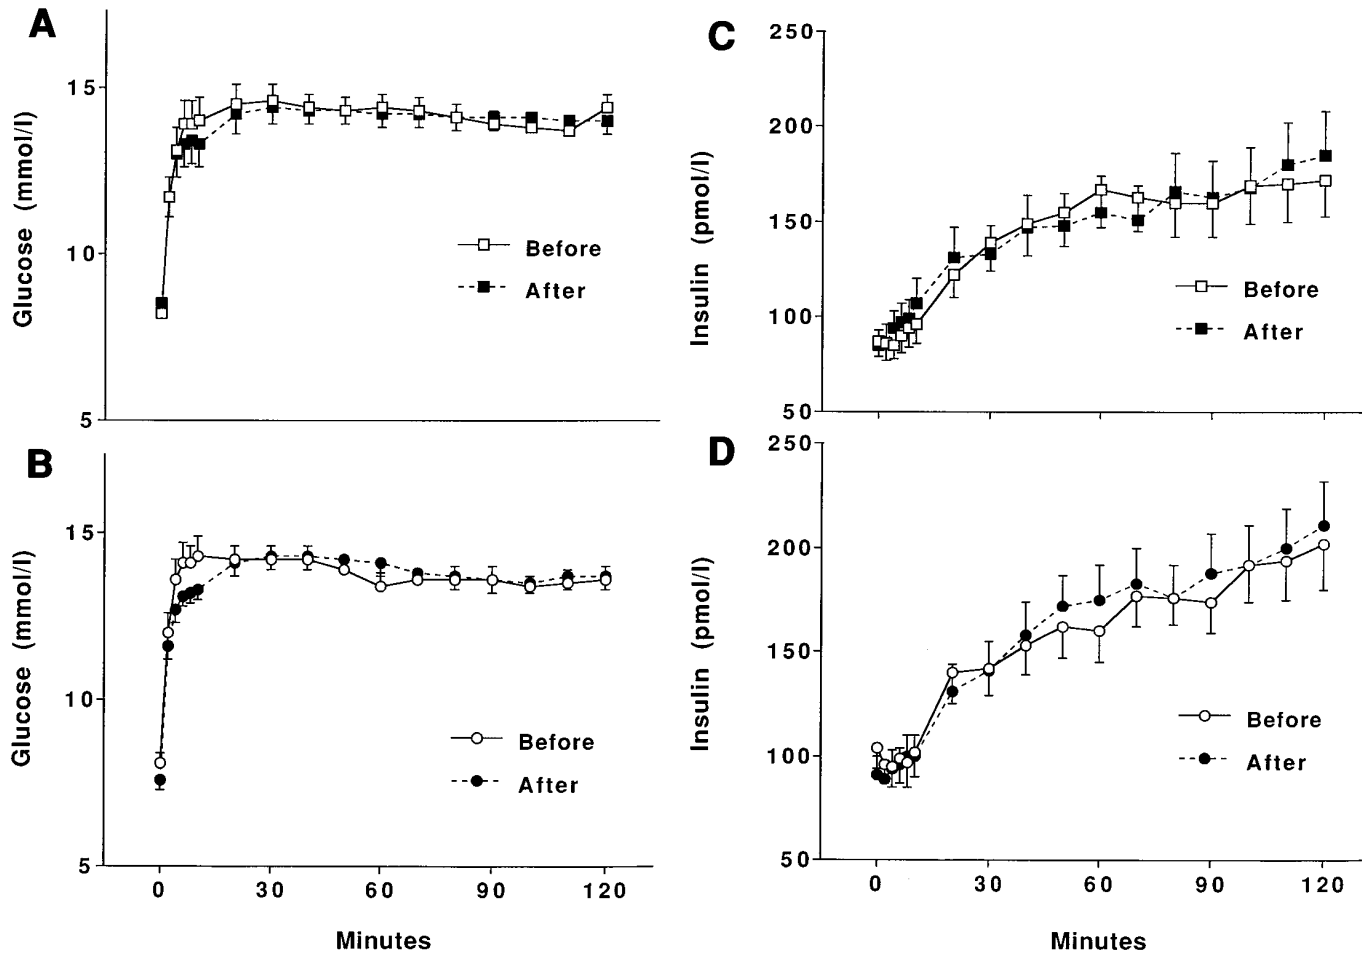 A
Glucose (mmol/l)
15
10
5
Before
After
B
Glucose (mmol/l)
15
10
5
Before
After
0 30 60 90 120
Minutes
C
Insulin (pmol/l)
250
200
150
100
50
Before
After
D
Insulin (pmol/l)
250
200
150
100
50
Before
After
0 30 60 90 120
Minutes